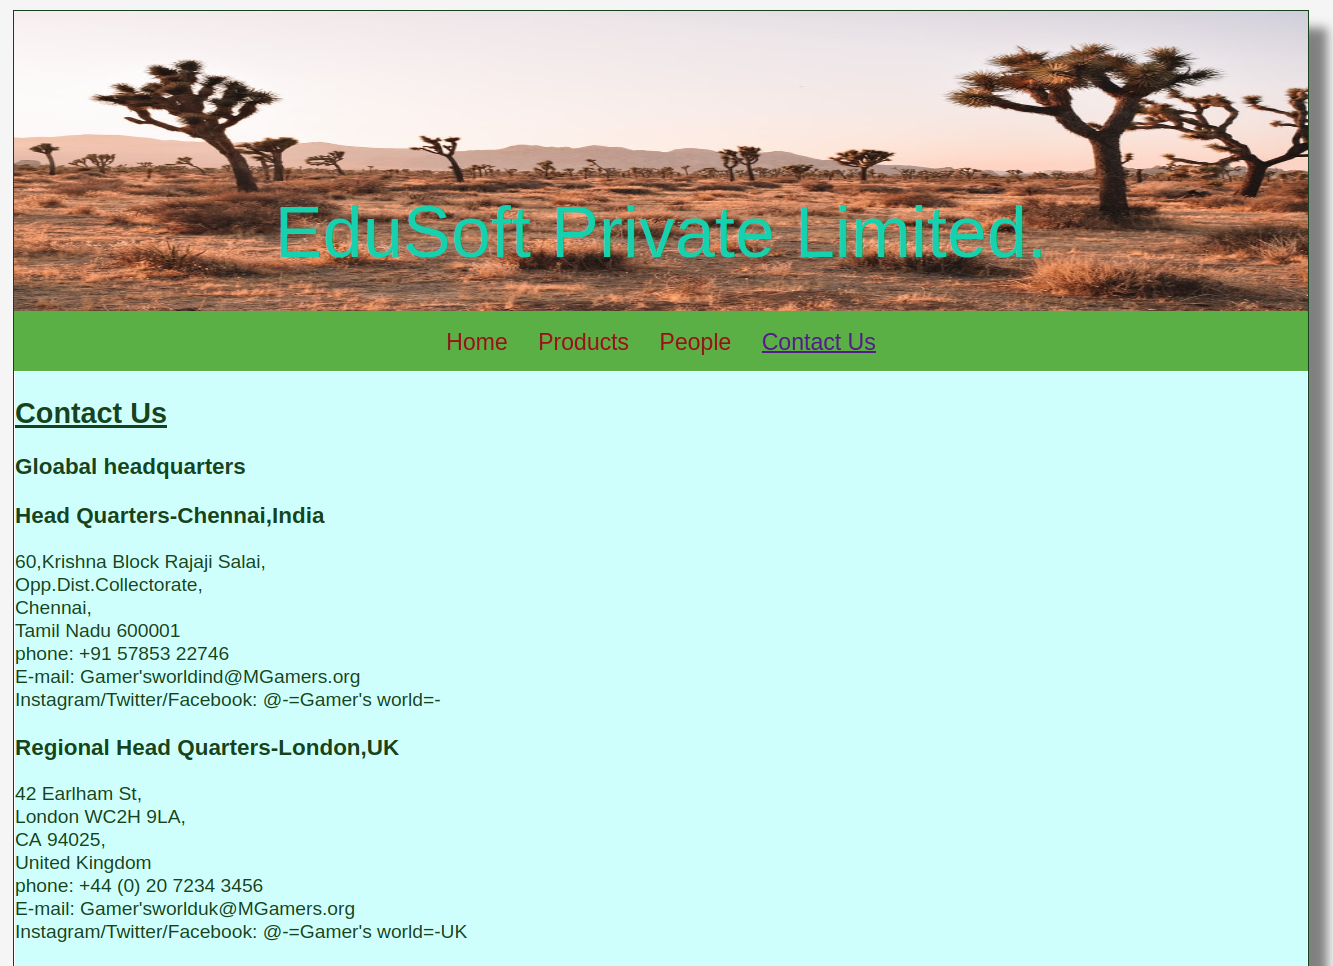 EduSoft Private Limited.
Home Products People Contact Us
Contact Us
Gloabal headquarters
Head Quarters-Chennai,India
60,Krishna Block Rajaji Salai,
Opp.Dist.Collectorate,
Chennai,
Tamil Nadu 600001
phone: +91 57853 22746
E-mail: Gamer'sworldind@MGamers.org
Instagram/Twitter/Facebook: @-=Gamer's world=-
Regional Head Quarters-London,UK
42 Earlham St,
London WC2H 9LA,
CA 94025,
United Kingdom
phone: +44 (0) 20 7234 3456
E-mail: Gamer'sworlduk@MGamers.org
Instagram/Twitter/Facebook: @-=Gamer's world=-UK